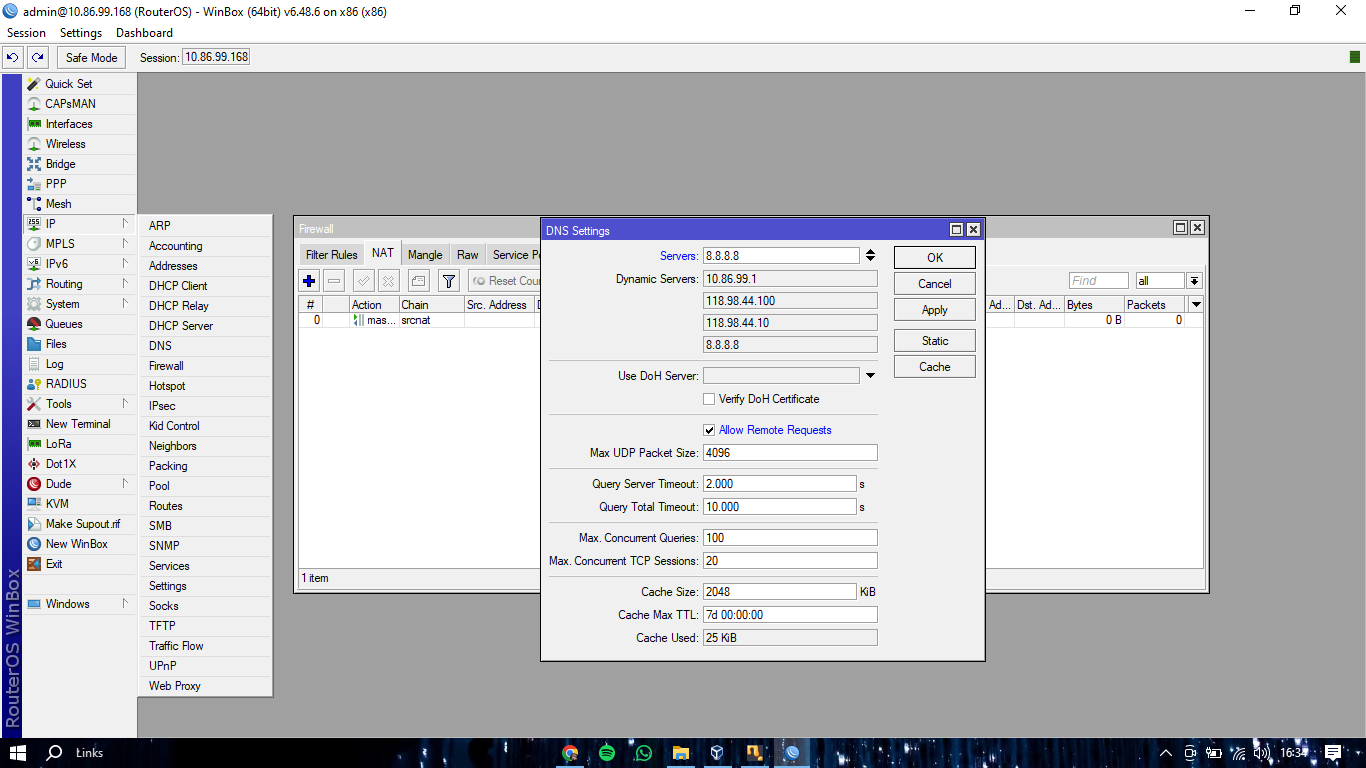 admin@10.86.99.168 (RouterOS) - WinBox (64bit) v6.48.6 on x86 (x86)
Session Settings Dashboard
Safe Mode Session: 10.86.99.168
Quick Set
CAPsMAN
Interfaces
Wireless
Bridge
PPP
Mesh
IP
MPLS
IPv6
Routing
System
Queues
Files
Log
RADIUS
Tools
New Terminal
LoRa
Dot1X
Dude
KVM
Make Supout.rif
New WinBox
Exit
Windows
RouterOS WinBox
ARP
Accounting
Addresses
DHCP Client
DHCP Relay
DHCP Server
DNS
Firewall
Hotspot
IPsec
Kid Control
Neighbors
Packing
Pool
Routes
SMB
SNMP
Services
Settings
Socks
TFTP
Traffic Flow
UPnP
Web Proxy
Firewall
Filter Rules NAT Mangle Raw Service Po
Reset Cou Find all
# Action Chain Src. Address D Ad... Dst. Ad... Bytes Packets
0 mas... srcnat 0 B 0
1 item
DNS Settings
Servers: 8.8.8.8
Dynamic Servers: 10.86.99.1
118.98.44.100
118.98.44.10
8.8.8.8
Use DoH Server:
Verify DoH Certificate
Allow Remote Requests
Max UDP Packet Size: 4096
Query Server Timeout: 2.000 s
Query Total Timeout: 10.000 s
Max. Concurrent Queries: 100
Max. Concurrent TCP Sessions: 20
Cache Size: 2048 KiB
Cache Max TTL: 7d 00:00:00
Cache Used: 25 KiB
OK
Cancel
Apply
Static
Cache
Łinks
16:34